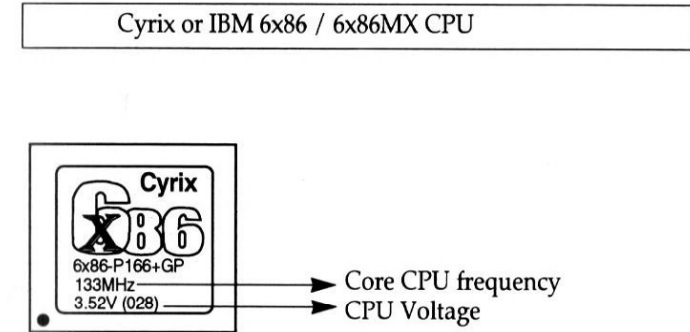 Cyrix or IBM 6x86 / 6x86MX CPU
Cyrix
6x86
6x86-P166+GP
133MHz
Core CPU frequency
3.52V (028)
CPU Voltage